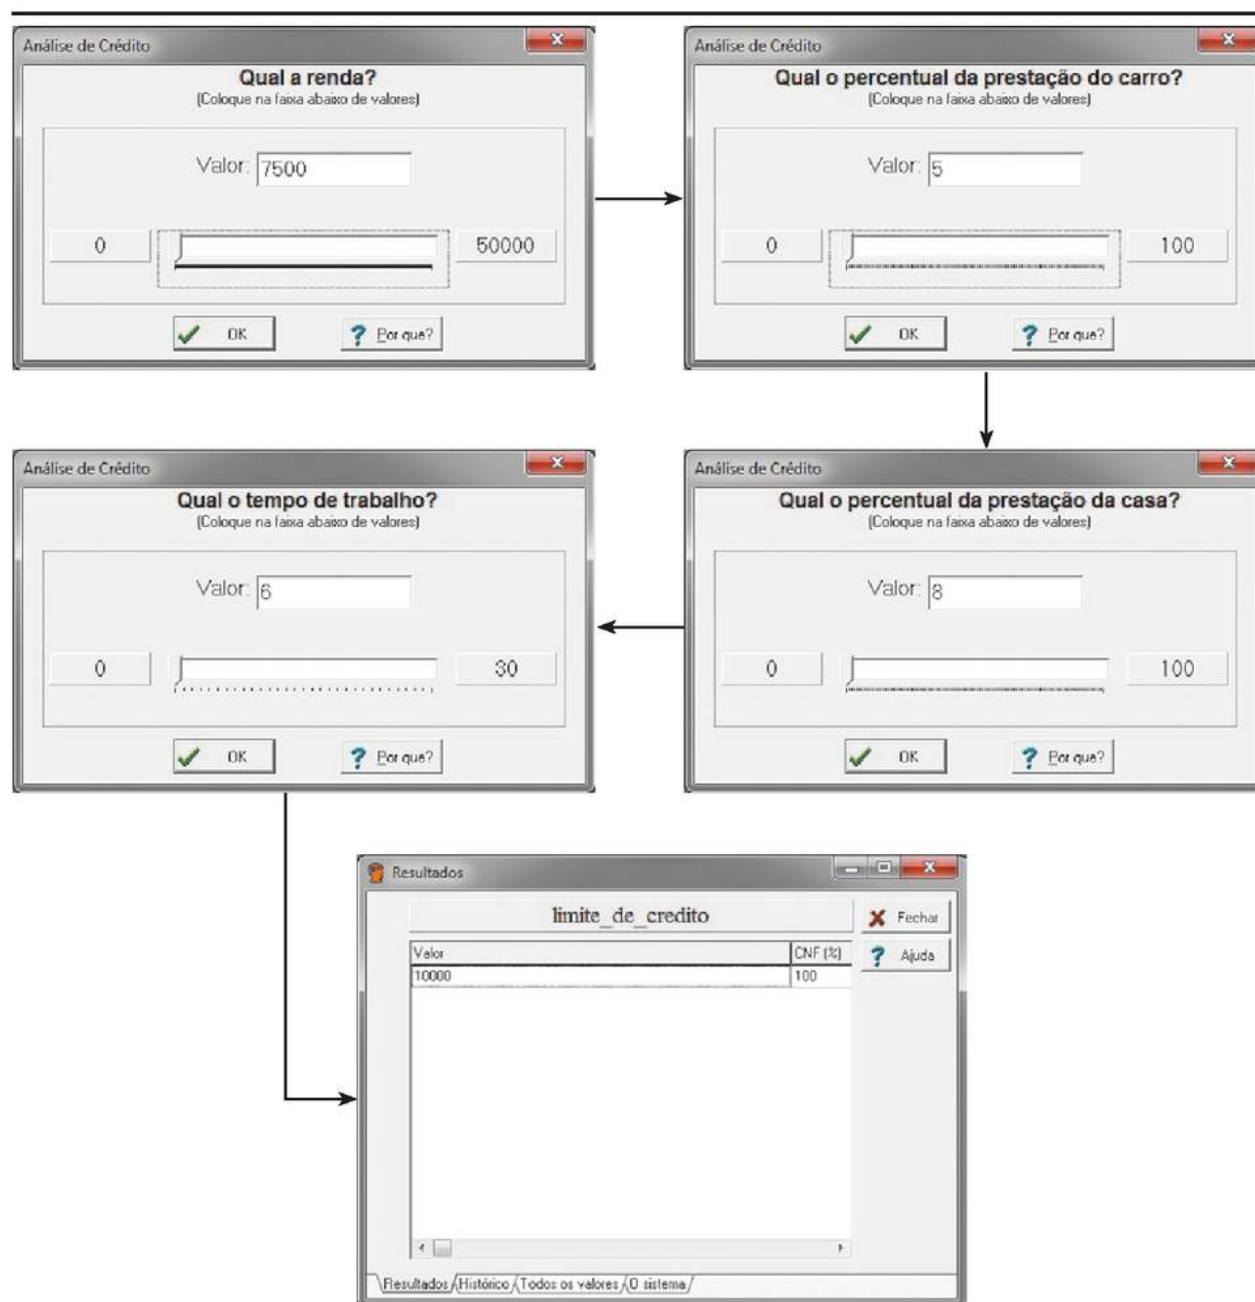 Análise de Crédito
Qual a renda?
(Coloque na faixa abaixo de valores)
Valor: 7500
0
50000
OK
Por que?
Análise de Crédito
Qual o percentual da prestação do carro?
(Coloque na faixa abaixo de valores)
Valor: 5
0
100
OK
Por que?
Análise de Crédito
Qual o percentual da prestação da casa?
(Coloque na faixa abaixo de valores)
Valor: 8
0
100
OK
Por que?
Análise de Crédito
Qual o tempo de trabalho?
(Coloque na faixa abaixo de valores)
Valor: 6
0
30
OK
Por que?
Resultados
limite_de_credito
Fechar
Ajuda
Valor CNF (%)
10000 100
Resultados Histórico Todos os valores O sistema